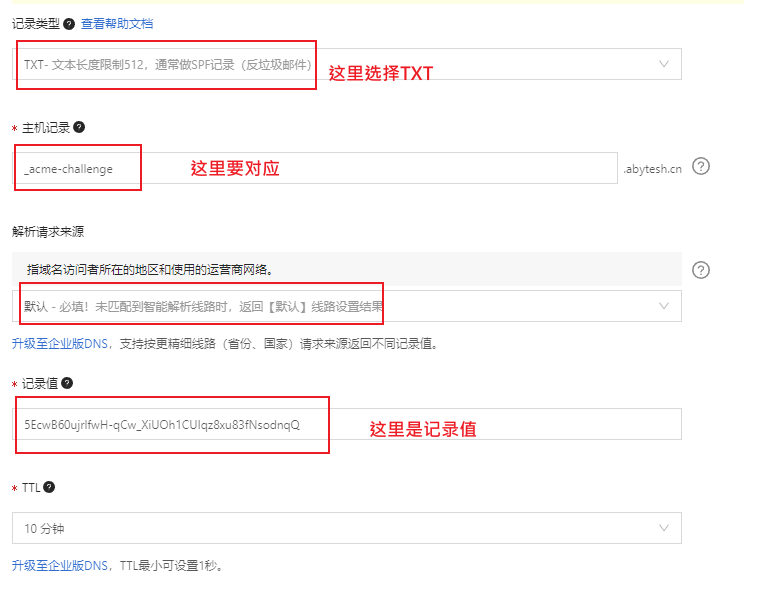 记录类型 查看帮助文档
TXT- 文本长度限制512，通常做SPF记录（反垃圾邮件）
这里选择TXT
* 主机记录
_acme-challenge
这里要对应
.abytesh.cn
解析请求来源
指域名访问者所在的地区和使用的运营商网络。
默认 - 必填！未匹配到智能解析线路时，返回【默认】线路设置结果
升级至企业版DNS，支持按更精细线路（省份、国家）请求来源返回不同记录值。
* 记录值
5EcwB60ujrlfwH-qCw_XiUOh1CUIqz8xu83fNsodnqQ
这里是记录值
* TTL
10 分钟
升级至企业版DNS，TTL最小可设置1秒。